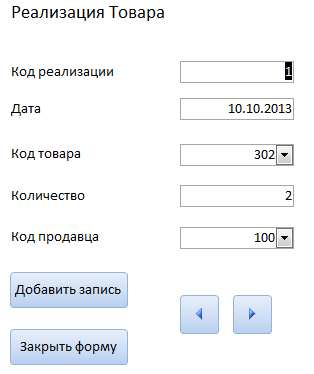 Реализация Товара
Код реализации 1
Дата 10.10.2013
Код товара 302
Количество 2
Код продавца 100
Добавить запись
Закрыть форму